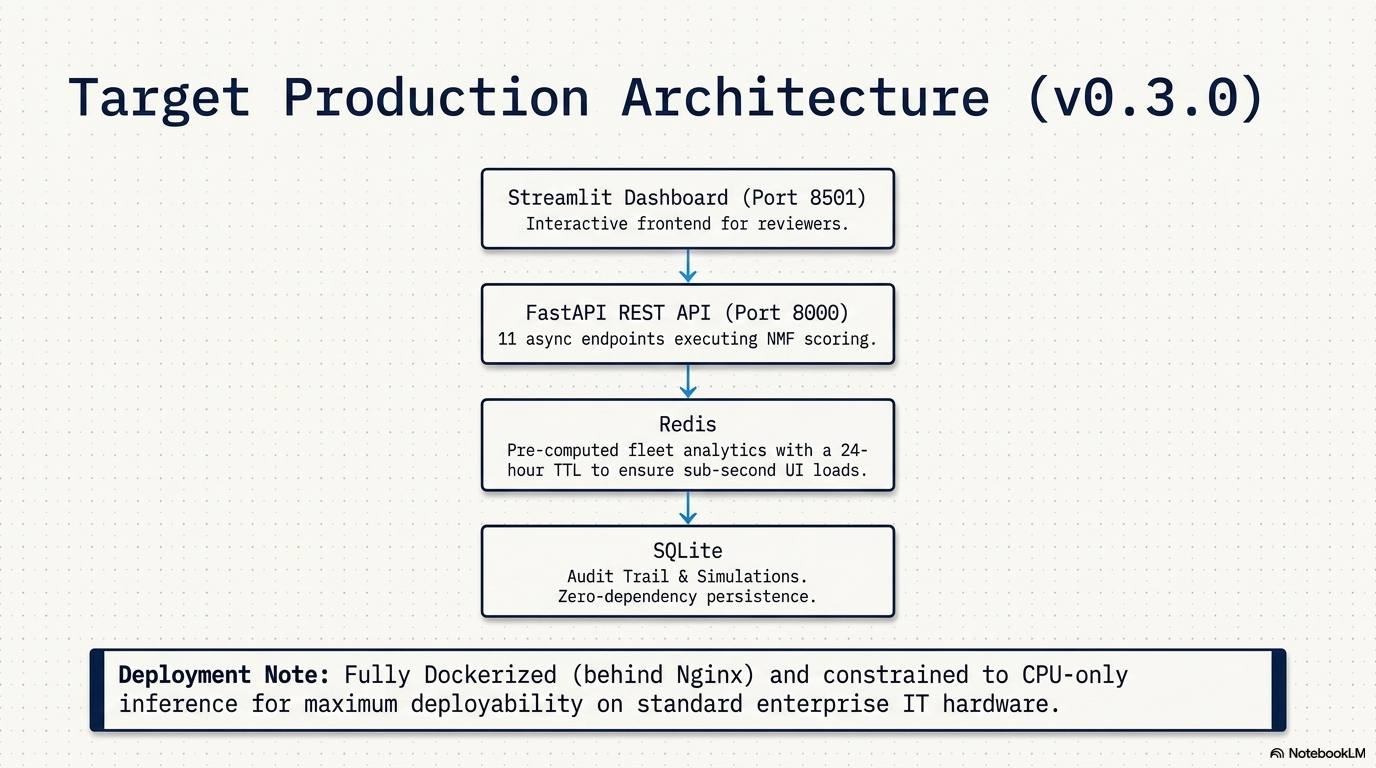 Target Production Architecture (v0.3.0)
Streamlit Dashboard (Port 8501)
Interactive frontend for reviewers.
FastAPI REST API (Port 8000)
11 async endpoints executing NMF scoring.
Redis
Pre-computed fleet analytics with a 24-
hour TTL to ensure sub-second UI loads.
SQLite
Audit Trail & Simulations.
Zero-dependency persistence.
Deployment Note: Fully Dockerized (behind Nginx) and constrained to CPU-only
inference for maximum deployability on standard enterprise IT hardware.
NotebookLM